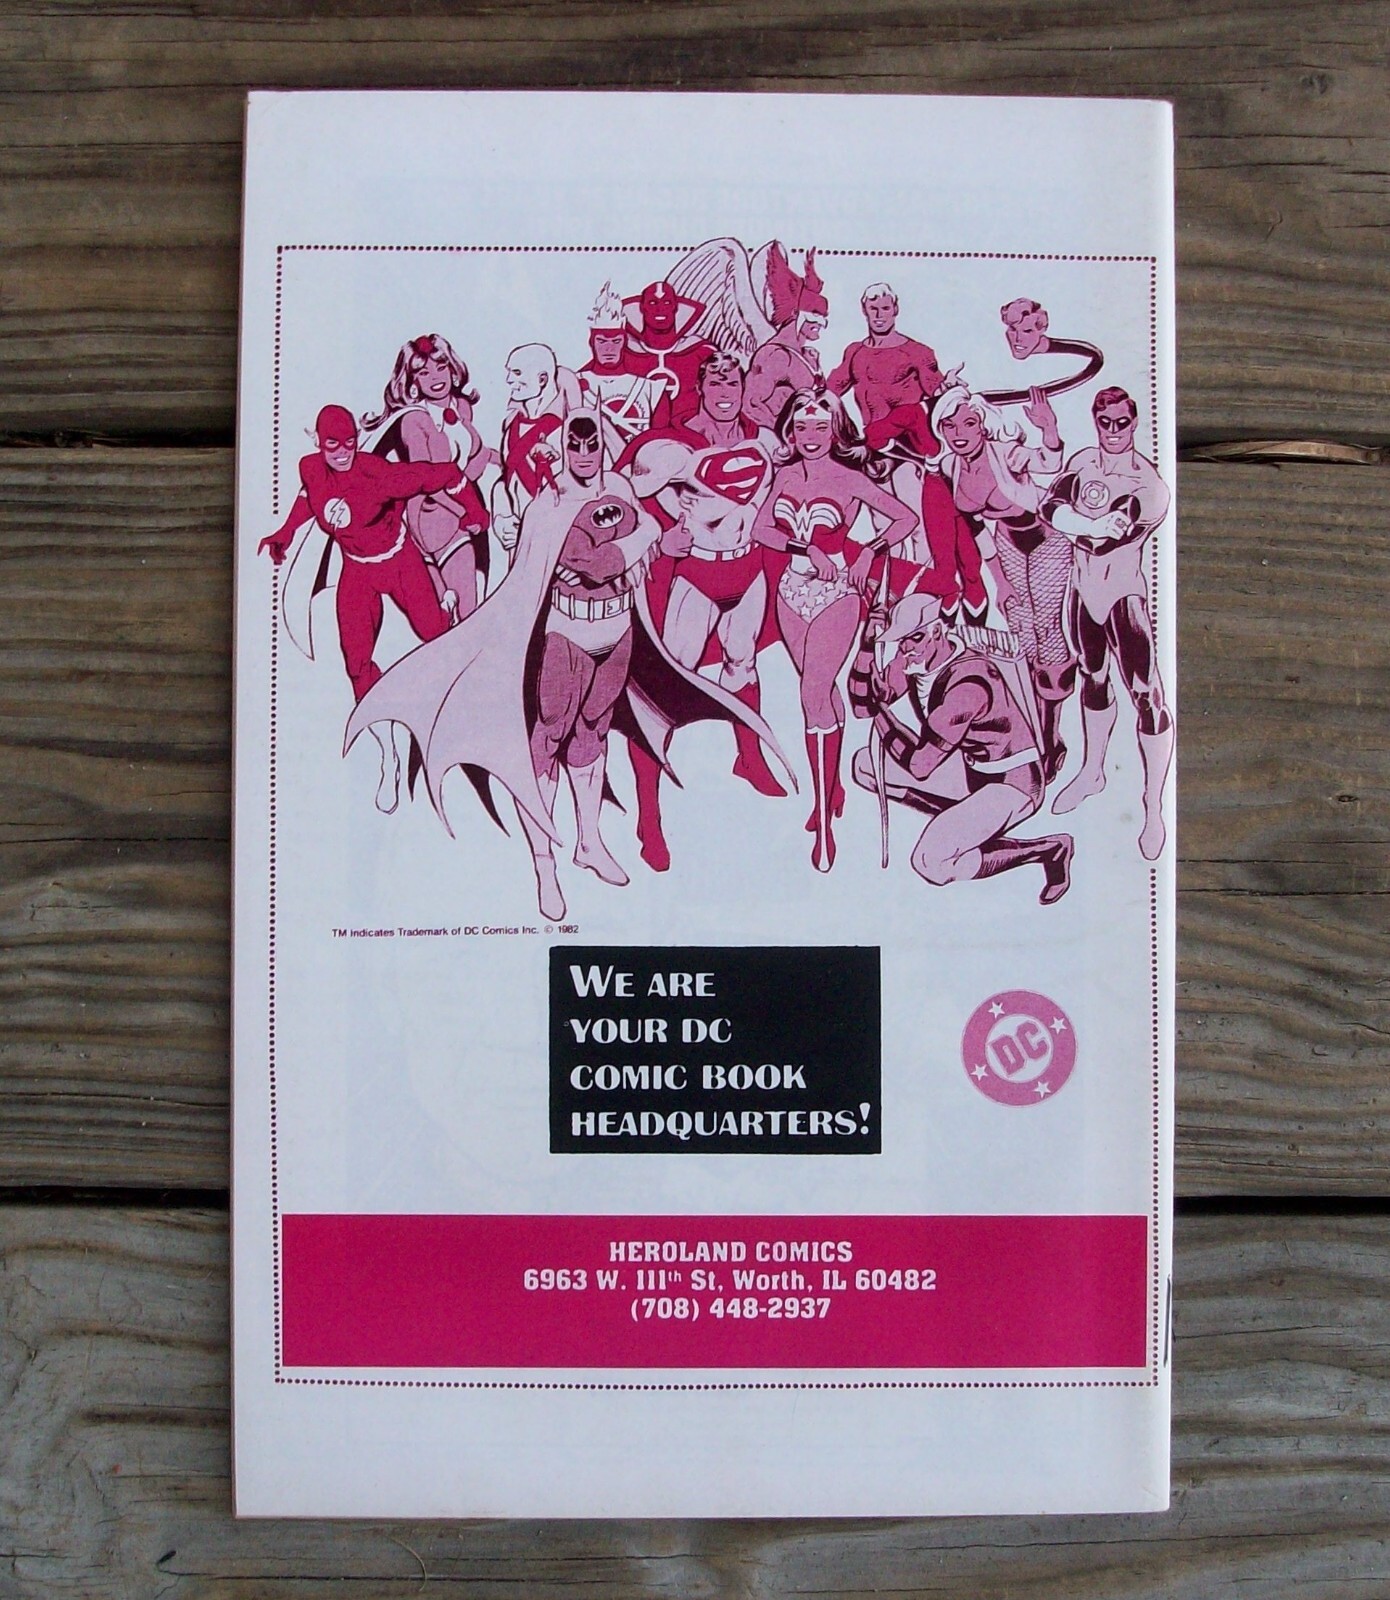 TM Indicates Trademark of DC Comics Inc. © 1982
WE ARE
YOUR DC
COMIC BOOK
HEADQUARTERS!
DC
HEROLAND COMICS
6963 W. 111th St, Worth, IL 60482
(708) 448-2937